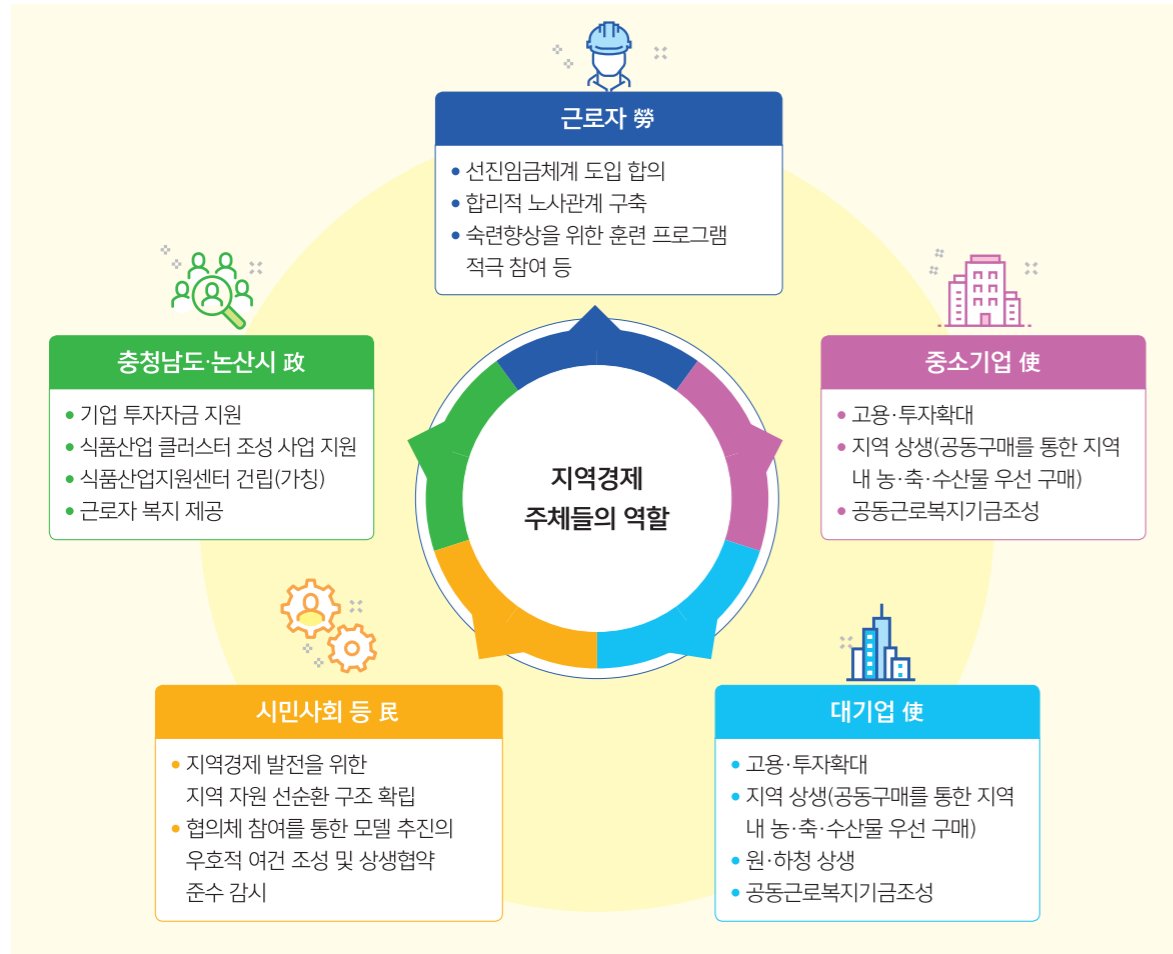 근로자 勞
• 선진임금체계 도입 합의
• 합리적 노사관계 구축
• 숙련향상을 위한 훈련 프로그램
적극 참여 등
충청남도·논산시 政
• 기업 투자자금 지원
• 식품산업 클러스터 조성 사업 지원
• 식품산업지원센터 건립(가칭)
• 근로자 복지 제공
중소기업 使
• 고용·투자확대
• 지역 상생(공동구매를 통한 지역
내 농·축·수산물 우선 구매)
• 공동근로복지기금조성
지역경제
주체들의 역할
시민사회 등 民
• 지역경제 발전을 위한
지역 자원 선순환 구조 확립
• 협의체 참여를 통한 모델 추진의
우호적 여건 조성 및 상생협약
준수 감시
대기업 使
• 고용·투자확대
• 지역 상생(공동구매를 통한 지역
내 농·축·수산물 우선 구매)
• 원·하청 상생
• 공동근로복지기금조성